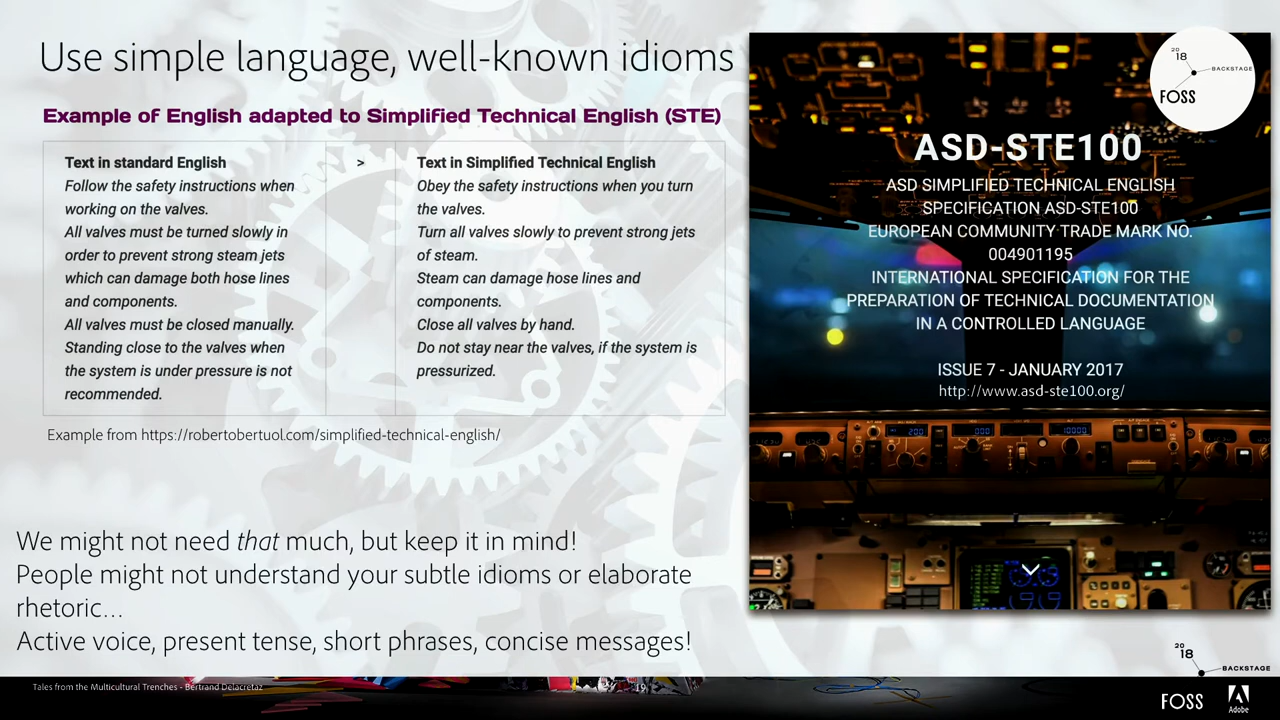 Use simple language, well-known idioms
Example of English adapted to Simplified Technical English (STE)
Text in standard English
Follow the safety instructions when
working on the valves.
All valves must be turned slowly in
order to prevent strong steam jets
which can damage both hose lines
and components.
All valves must be closed manually.
Standing close to the valves when
the system is under pressure is not
recommended.
>
Text in Simplified Technical English
Obey the safety instructions when you turn
the valves.
Turn all valves slowly to prevent strong jets
of steam.
Steam can damage hose lines and
components.
Close all valves by hand.
Do not stay near the valves, if the system is
pressurized.
Example from https://robertobertuol.com/simplified-technical-english/
We might not need that much, but keep it in mind!
People might not understand your subtle idioms or elaborate
rhetoric...
Active voice, present tense, short phrases, concise messages!
2018
BACKSTAGE
FOSS
ASD-STE100
ASD SIMPLIFIED TECHNICAL ENGLISH
SPECIFICATION ASD-STE100
EUROPEAN COMMUNITY TRADE MARK NO.
004901195
INTERNATIONAL SPECIFICATION FOR THE
PREPARATION OF TECHNICAL DOCUMENTATION
IN A CONTROLLED LANGUAGE
ISSUE 7 - JANUARY 2017
http://www.asd-ste100.org/
Tales from the Multicultural Trenches - Bertrand Delacretaz
19
2018
BACKSTAGE
FOSS
Adobe